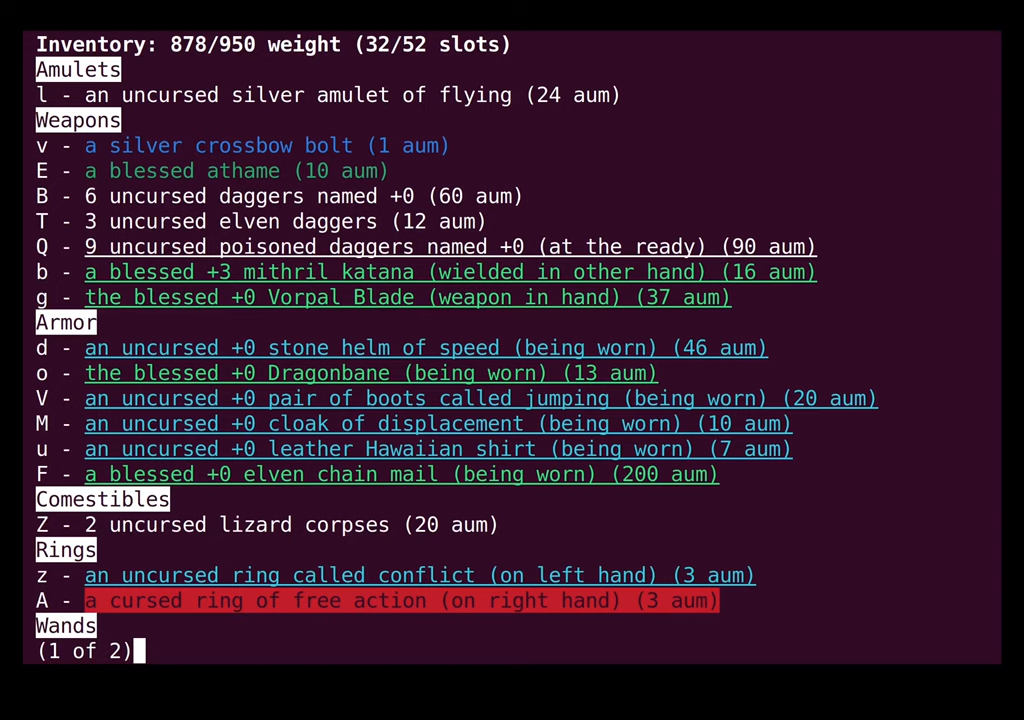 Inventory: 878/950 weight (32/52 slots)
Amulets
l - an uncursed silver amulet of flying (24 aum)
Weapons
v - a silver crossbow bolt (1 aum)
E - a blessed athame (10 aum)
B - 6 uncursed daggers named +0 (60 aum)
T - 3 uncursed elven daggers (12 aum)
Q - 9 uncursed poisoned daggers named +0 (at the ready) (90 aum)
b - a blessed +3 mithril katana (wielded in other hand) (16 aum)
g - the blessed +0 Vorpal Blade (weapon in hand) (37 aum)
Armor
d - an uncursed +0 stone helm of speed (being worn) (46 aum)
o - the blessed +0 Dragonbane (being worn) (13 aum)
V - an uncursed +0 pair of boots called jumping (being worn) (20 aum)
M - an uncursed +0 cloak of displacement (being worn) (10 aum)
u - an uncursed +0 leather Hawaiian shirt (being worn) (7 aum)
F - a blessed +0 elven chain mail (being worn) (200 aum)
Comestibles
Z - 2 uncursed lizard corpses (20 aum)
Rings
z - an uncursed ring called conflict (on left hand) (3 aum)
A - a cursed ring of free action (on right hand) (3 aum)
Wands
(1 of 2)